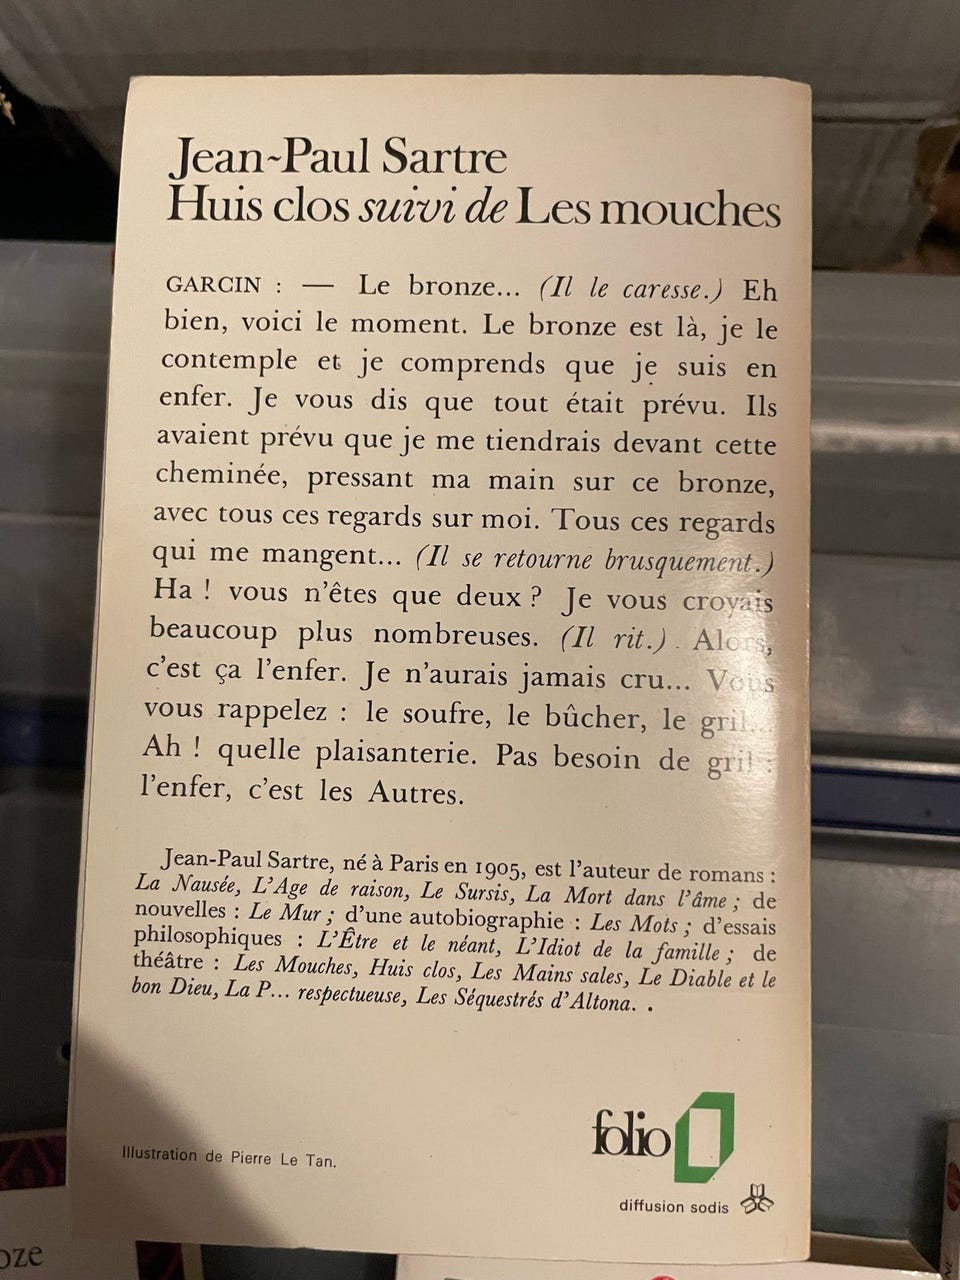 Jean-Paul Sartre
Huis clos suivi de Les mouches
GARCIN : — Le bronze... (Il le caresse.) Eh
bien, voici le moment. Le bronze est là, je le
contemple et je comprends que je suis en
enfer. Je vous dis que tout était prévu. Ils
avaient prévu que je me tiendrais devant cette
cheminée, pressant ma main sur ce bronze,
avec tous ces regards sur moi. Tous ces regards
qui me mangent... (Il se retourne brusquement.)
Ha ! vous n'êtes que deux ? Je vous croyais
beaucoup plus nombreuses. (Il rit.) Alors,
c'est ça l'enfer. Je n'aurais jamais cru... Vous
vous rappelez : le soufre, le bûcher, le gril...
Ah ! quelle plaisanterie. Pas besoin de gril :
l'enfer, c'est les Autres.
Jean-Paul Sartre, né à Paris en 1905, est l'auteur de romans :
La Nausée, L'Age de raison, Le Sursis, La Mort dans l'âme ; de
nouvelles : Le Mur ; d'une autobiographie : Les Mots ; d'essais
philosophiques : L'Être et le néant, L'Idiot de la famille ; de
théâtre : Les Mouches, Huis clos, Les Mains sales, Le Diable et le
bon Dieu, La P... respectueuse, Les Séquestrés d'Altona. .
folio
Illustration de Pierre Le Tan.
diffusion sodis